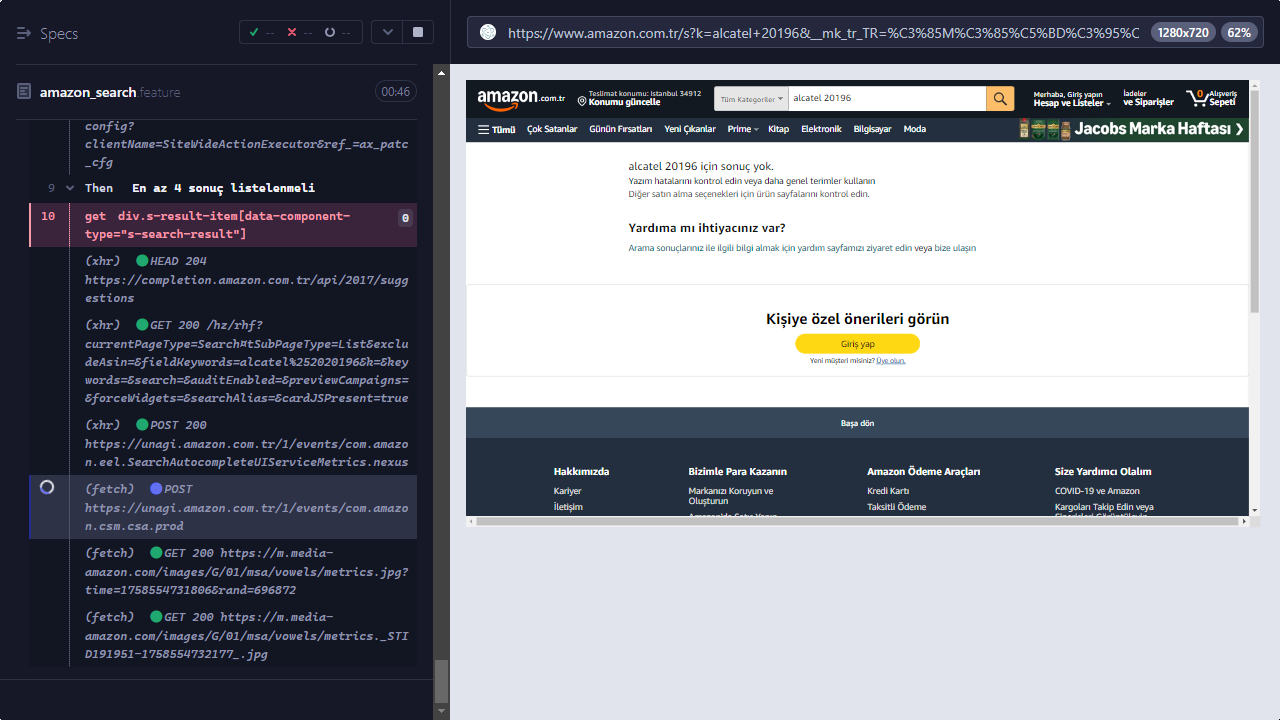 Specs
--
--
--
https://www.amazon.com.tr/s?k=alcatel+20196&__mk_tr_TR=%C3%85M%C3%85%C5%BD%C3%95%C
1280x720
62%
amazon_search feature
00:46
config?
clientName=SiteWideActionExecutor&ref_=ax_patc
_cfg
9 Then En az 4 sonuç listelenmeli
10 get div.s-result-item[data-component-
type="s-search-result"]
0
(xhr) HEAD 204
https://completion.amazon.com.tr/api/2017/sugg
estions
(xhr) GET 200 /hz/rhf?
currentPageType=Search¤tSubPageType=List&exclu
deAsin=&fieldKeywords=alcatel%252020196&k=&key
words=&search=&auditEnabled=&previewCampaigns=
&forceWidgets=&searchAlias=&cardJSPresent=true
(xhr) POST 200
https://unagi.amazon.com.tr/1/events/com.amazo
n.eel.SearchAutocompleteUIServiceMetrics.nexus
(fetch) POST
https://unagi.amazon.com.tr/1/events/com.amazo
n.csm.csa.prod
(fetch) GET 200 https://m.media-
amazon.com/images/G/01/msa/vowels/metrics.jpg?
time=1758554731806&rand=696872
(fetch) GET 200 https://m.media-
amazon.com/images/G/01/msa/vowels/metrics._STI
D191951-1758554732177_.jpg
amazon.com.tr
Teslimat konumu: Istanbul 34912
Konumu güncelle
Tüm Kategoriler
alcatel 20196
Merhaba, Giriş yapın
Hesap ve Listeler
İadeler
ve Siparişler
0
Alışveriş
Sepeti
Tümü
Çok Satanlar
Günün Fırsatları
Yeni Çıkanlar
Prime
Kitap
Elektronik
Bilgisayar
Moda
Jacobs Marka Haftası
alcatel 20196 için sonuç yok.
Yazım hatalarını kontrol edin veya daha genel terimler kullanın
Diğer satın alma seçenekleri için ürün sayfalarını kontrol edin.
Yardıma mı ihtiyacınız var?
Arama sonuçlarınız ile ilgili bilgi almak için yardım sayfamızı ziyaret edin veya bize ulaşın
Kişiye özel önerileri görün
Giriş yap
Yeni müşteri misiniz? Üye olun.
Başa dön
Hakkımızda
Kariyer
İletişim
Bizimle Para Kazanın
Markanızı Koruyun ve
Oluşturun
Amazon Ödeme Araçları
Kredi Kartı
Taksitli Ödeme
Size Yardımcı Olalım
COVID-19 ve Amazon
Kargoları Takip Edin veya